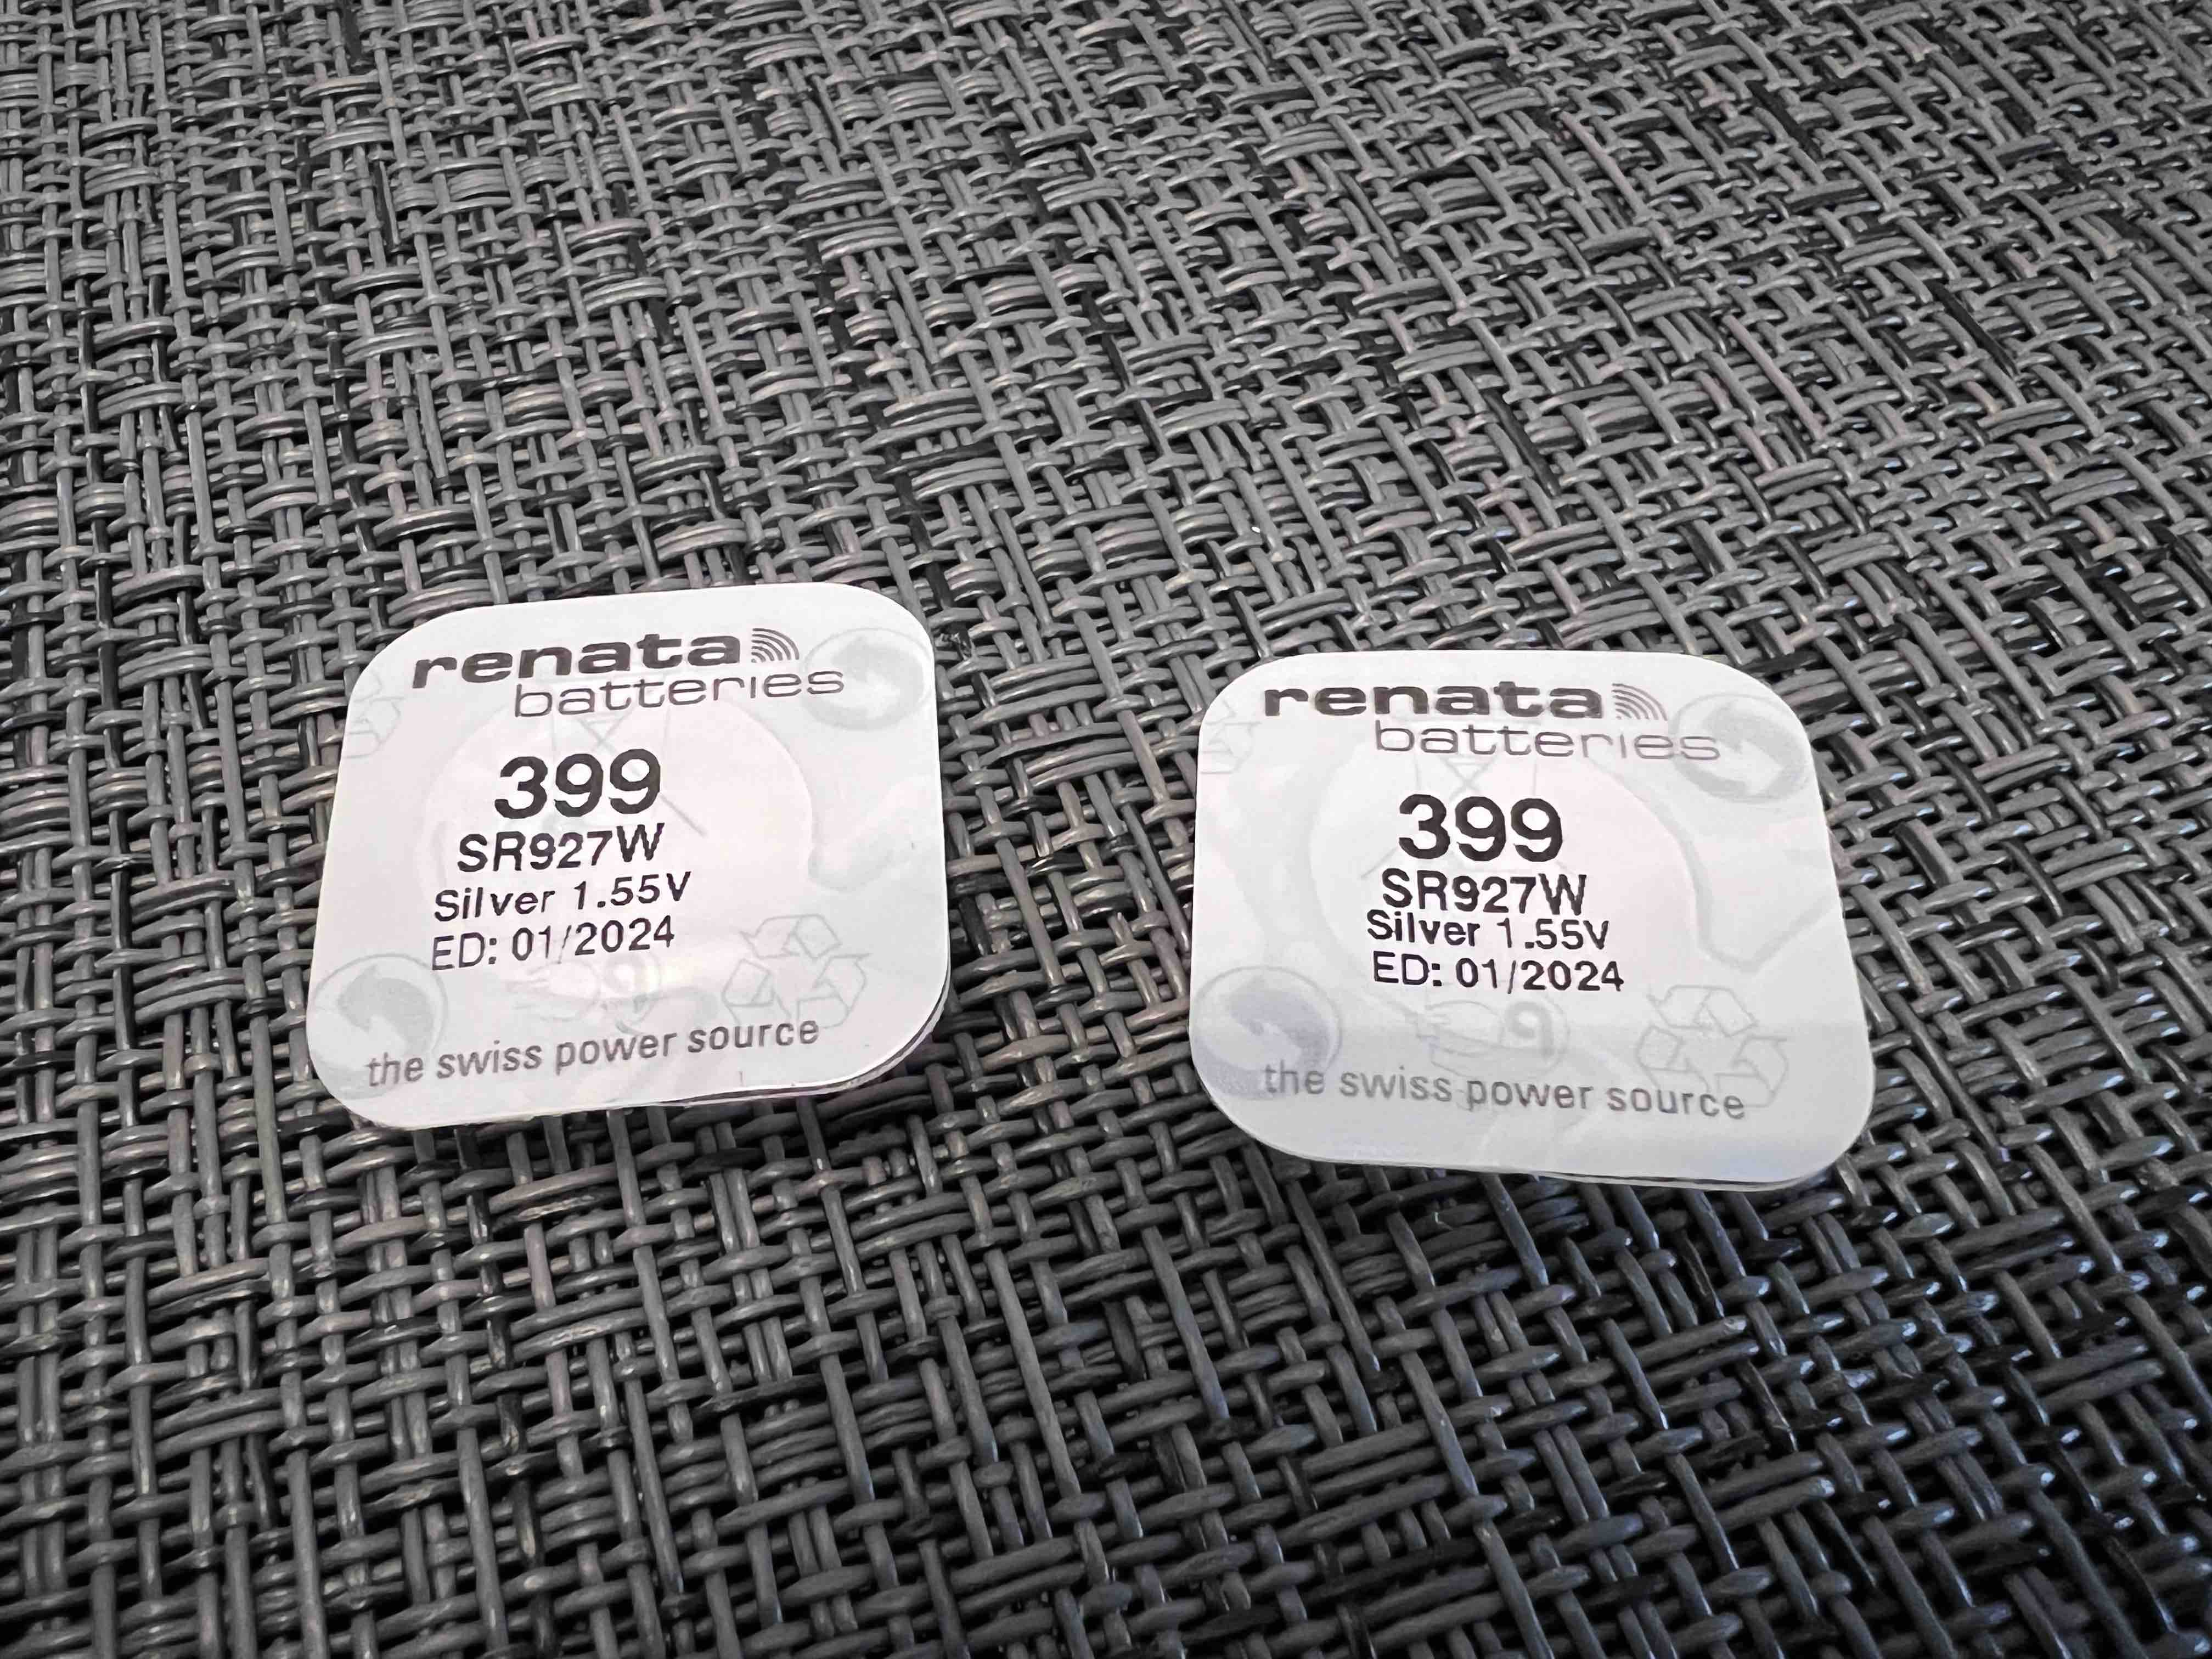 renata
batteries
399
SR927W
Silver 1.55V
ED: 01/2024
the swiss power source
renata
batteries
399
SR927W
Silver 1.55V
ED: 01/2024
the swiss power source